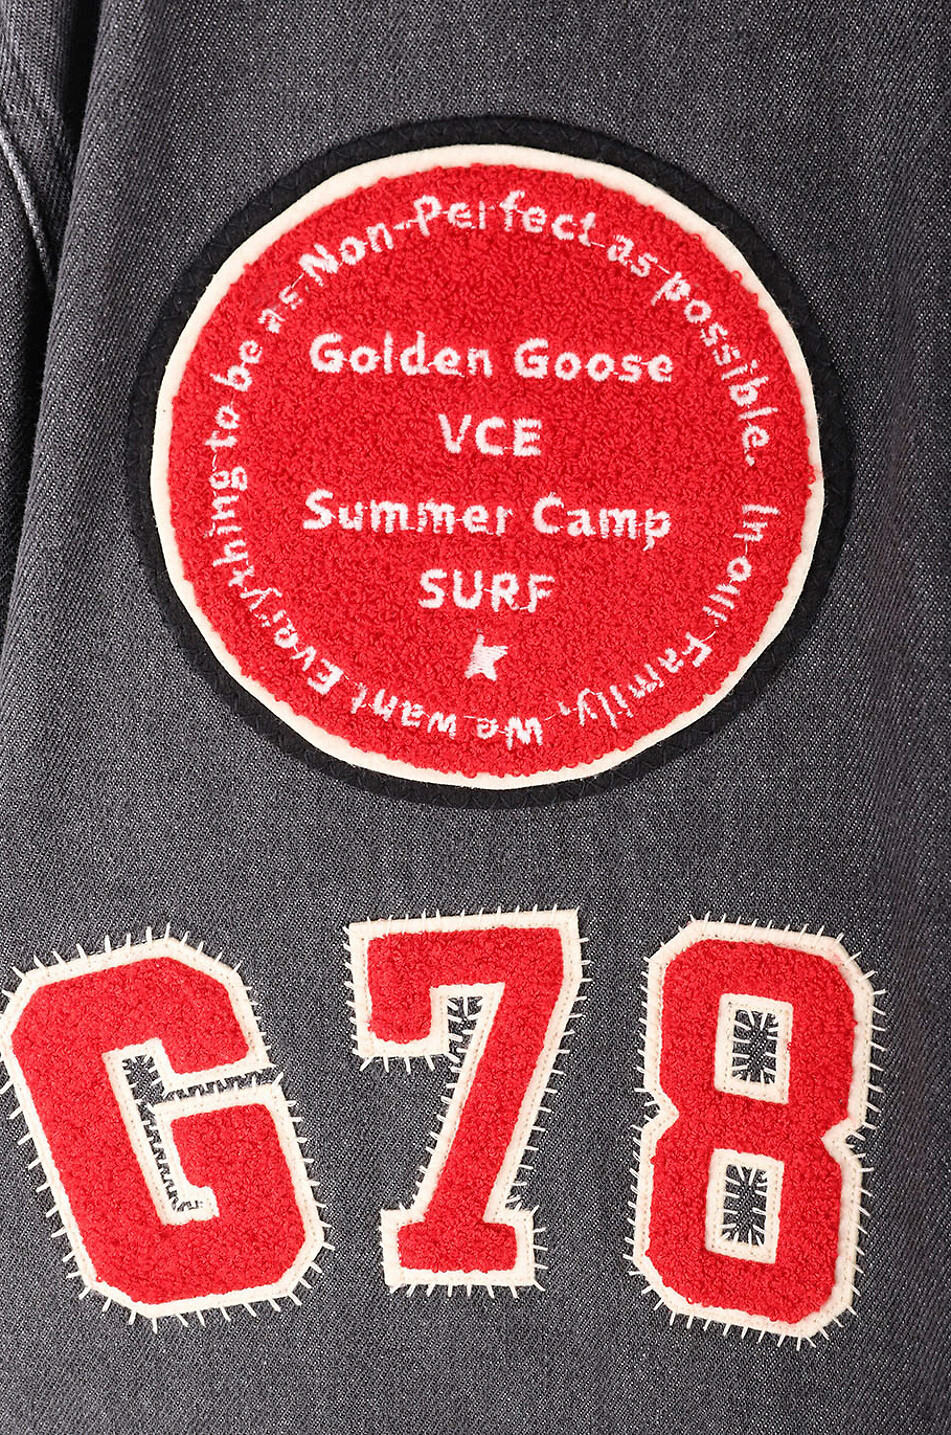 In our Family, We want Everything to be as Non-Perfect as possible.
Golden Goose
VCE
Summer Camp
SURF
G78